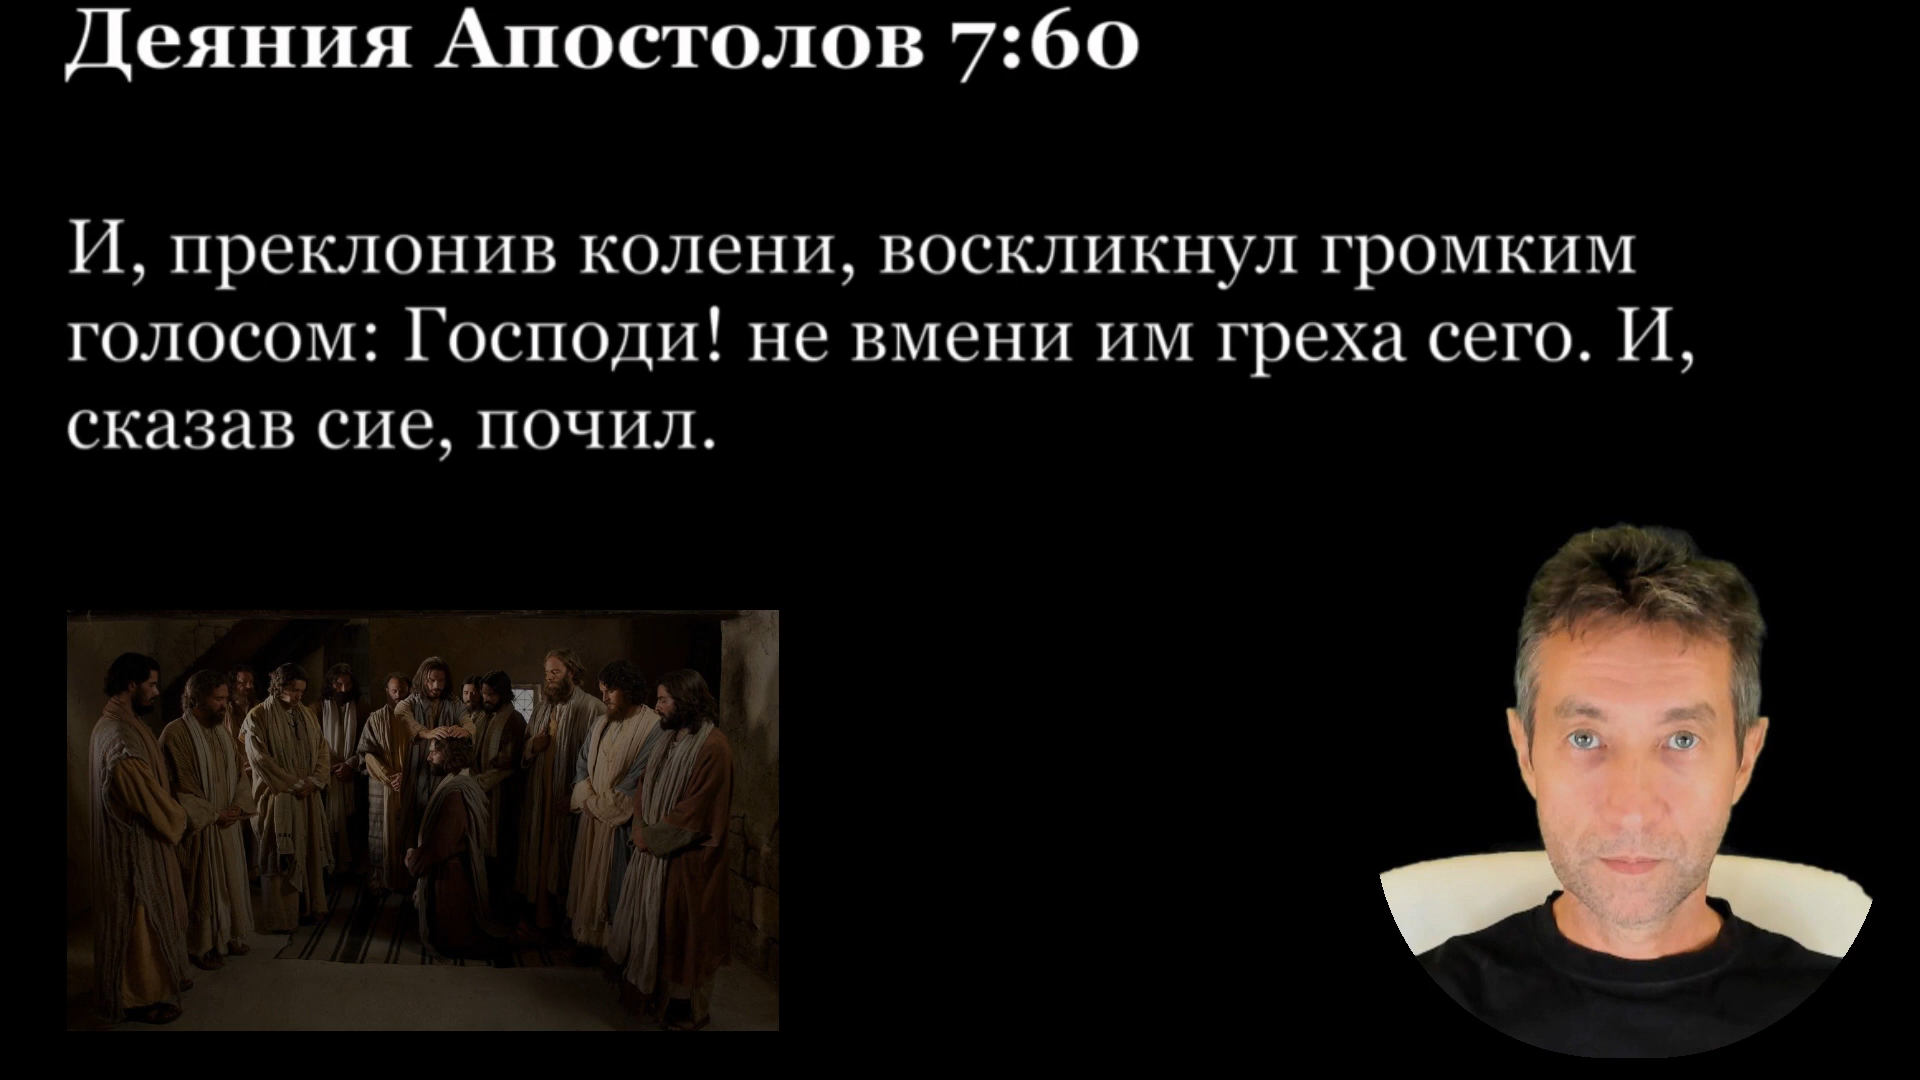 Деяния Апостолов 7:60
И, преклонив колени, воскликнул громким
голосом: Господи! не вмени им греха сего. И,
сказав сие, почил.